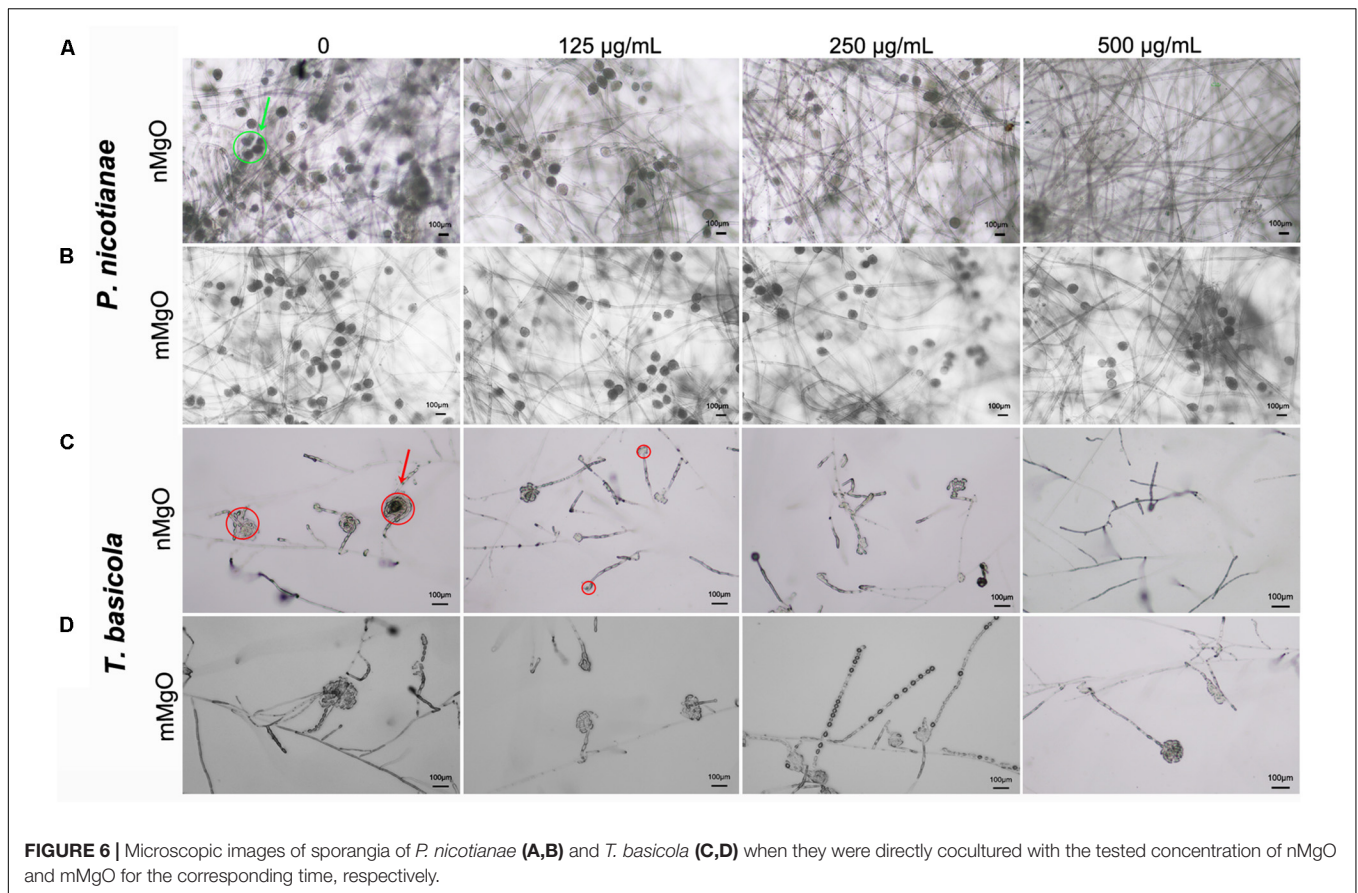 A
0
125 µg/mL
250 µg/mL
500 µg/mL
P. nicotianae
nMgO
100µm
100µm
100µm
100µm
B
mMgO
100µm
100µm
100µm
100µm
C
T. basicola
nMgO
100µm
100µm
100µm
100µm
D
mMgO
100µm
100µm
100µm
100µm
FIGURE 6 | Microscopic images of sporangia of P. nicotianae (A,B) and T. basicola (C,D) when they were directly cocultured with the tested concentration of nMgO
and mMgO for the corresponding time, respectively.